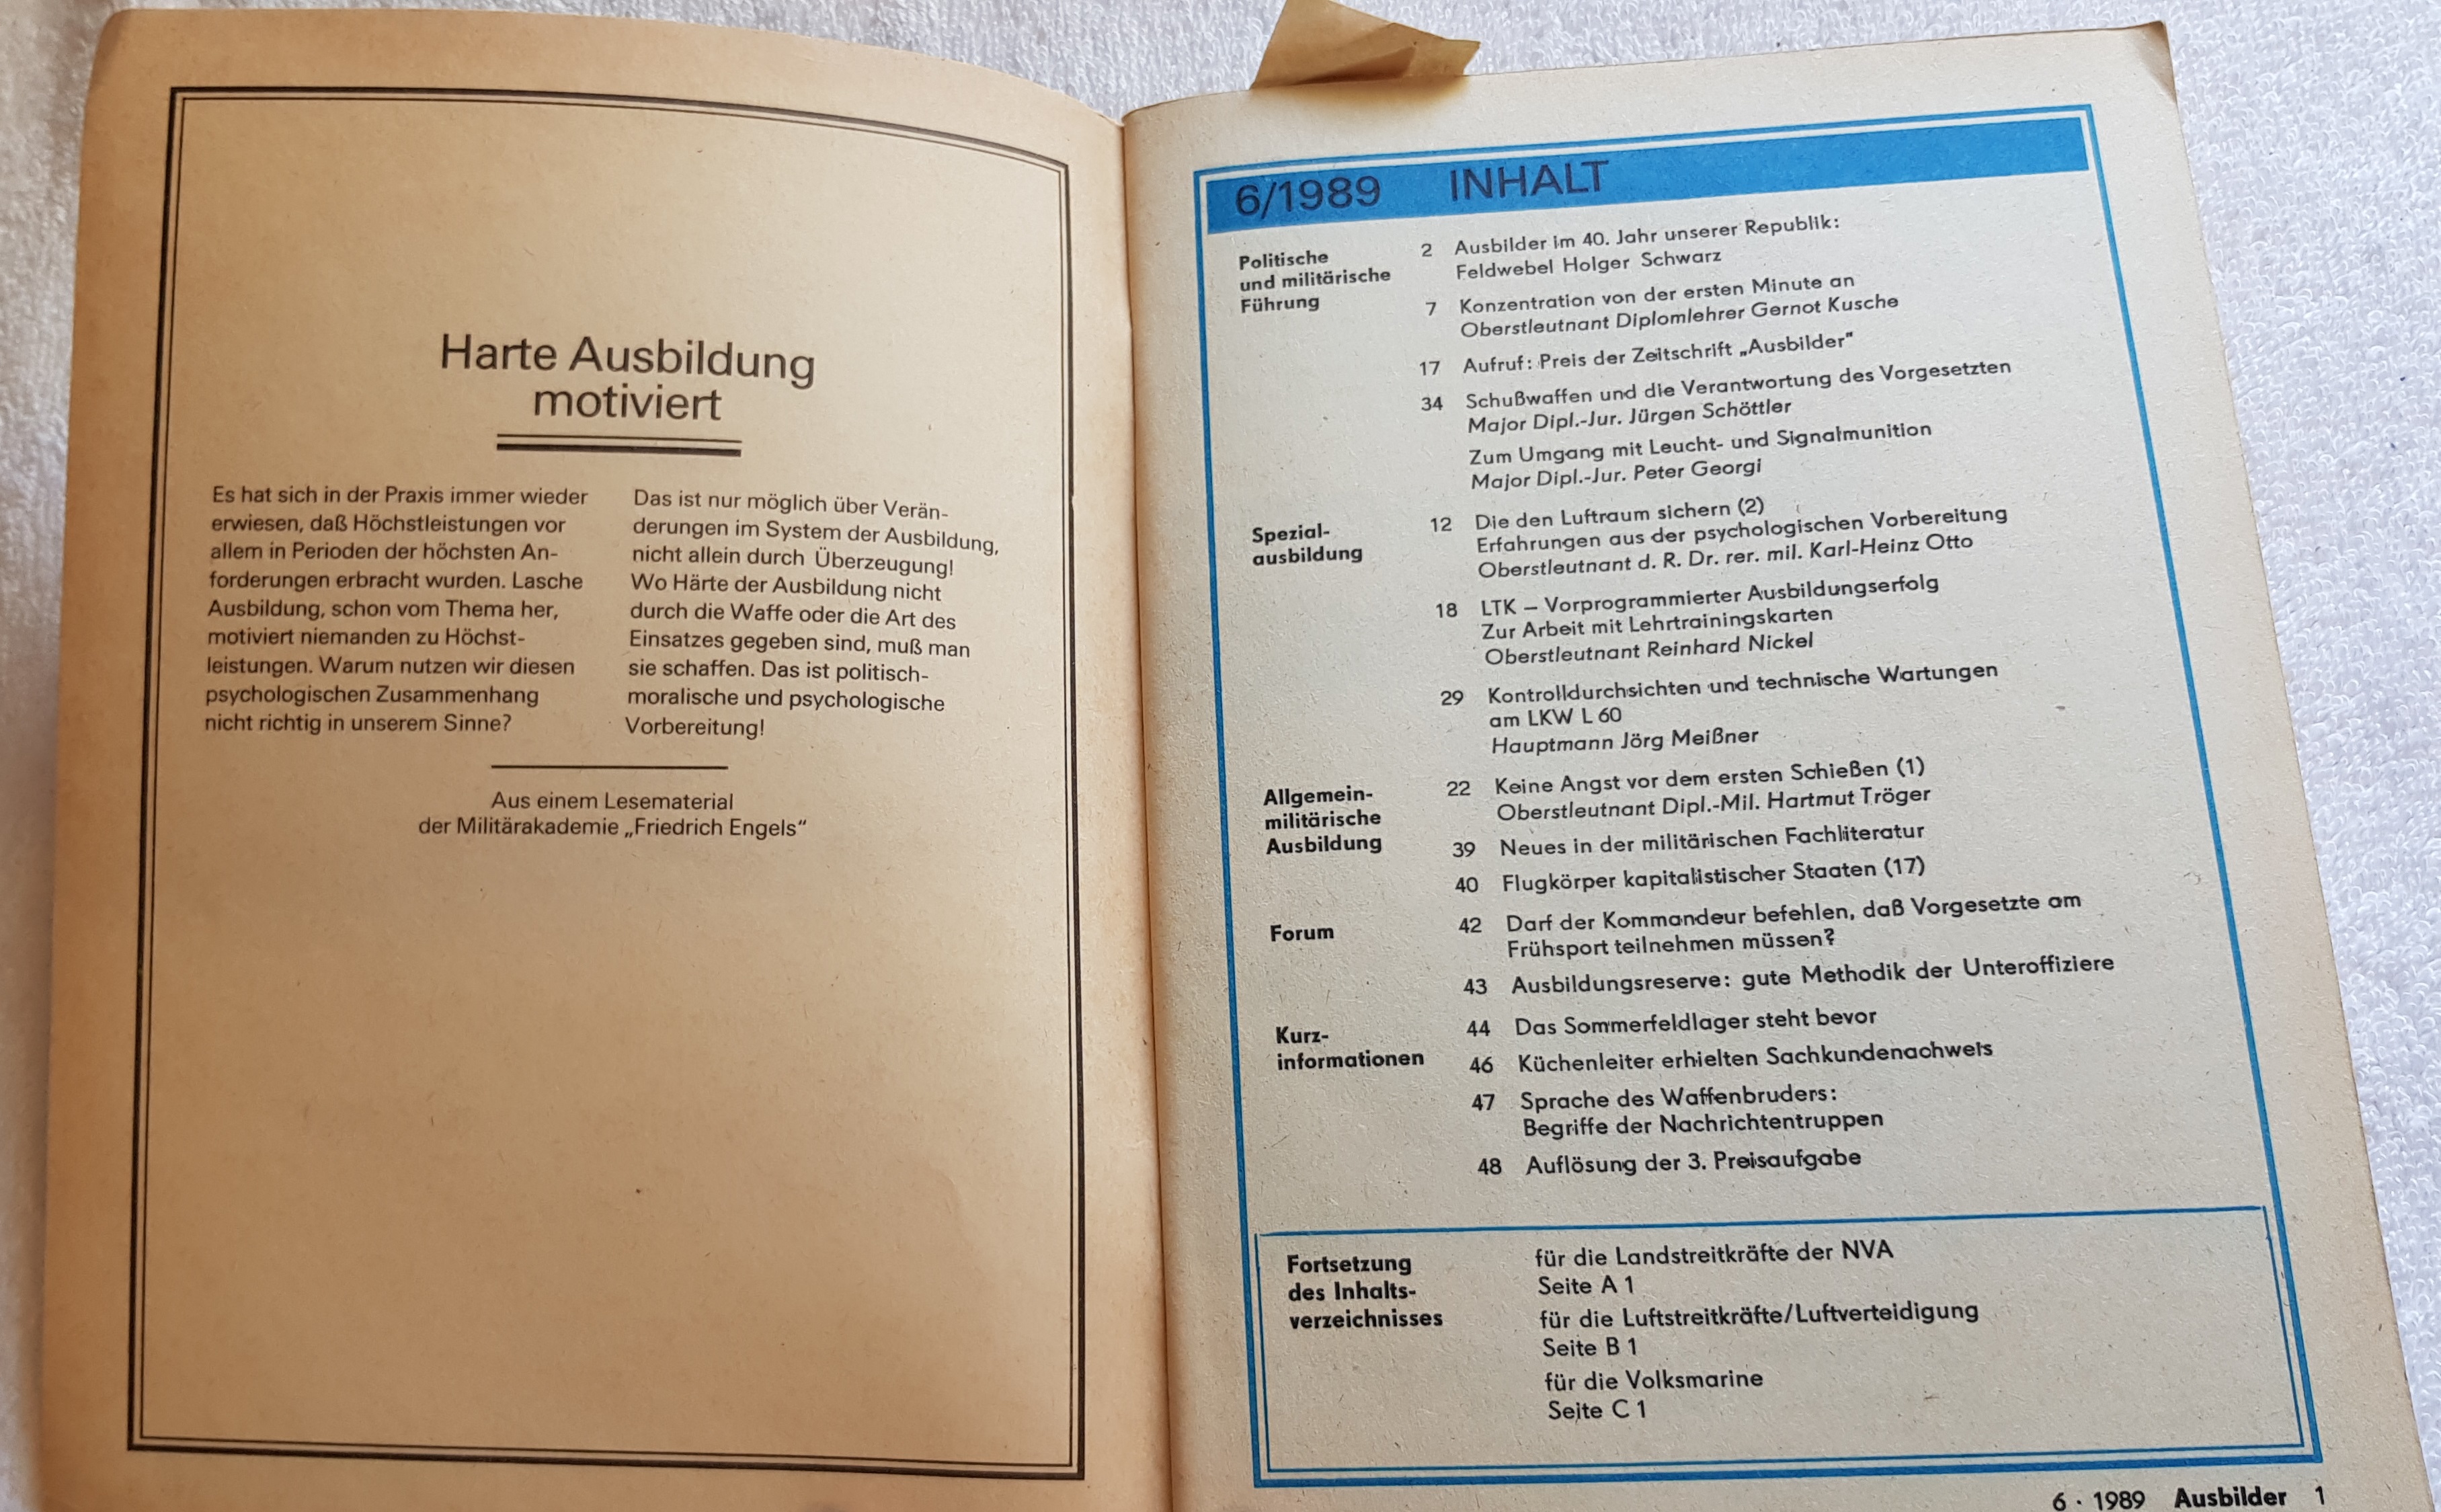 Harte Ausbildung
motiviert
Es hat sich in der Praxis immer wieder
erwiesen, daß Höchstleistungen vor
allem in Perioden der höchsten An-
forderungen erbracht wurden. Lasche
Ausbildung, schon vom Thema her,
motiviert niemanden zu Höchst-
leistungen. Warum nutzen wir diesen
psychologischen Zusammenhang
nicht richtig in unserem Sinne?
Das ist nur möglich über Verän-
derungen im System der Ausbildung,
nicht allein durch Überzeugung!
Wo Härte der Ausbildung nicht
durch die Waffe oder die Art des
Einsatzes gegeben sind, muß man
sie schaffen. Das ist politisch-
moralische und psychologische
Vorbereitung!
Aus einem Lesematerial
der Militärakademie „Friedrich Engels“
6/1989 INHALT
Politische
und militärische
Führung
2 Ausbilder im 40. Jahr unserer Republik:
Feldwebel Holger Schwarz
7 Konzentration von der ersten Minute an
Oberstleutnant Diplomlehrer Gernot Kusche
17 Aufruf: Preis der Zeitschrift „Ausbilder"
34 Schußwaffen und die Verantwortung des Vorgesetzten
Major Dipl.-Jur. Jürgen Schöttler
Zum Umgang mit Leucht- und Signalmunition
Major Dipl.-Jur. Peter Georgi
Spezial-
ausbildung
12 Die den Luftraum sichern (2)
Erfahrungen aus der psychologischen Vorbereitung
Oberstleutnant d. R. Dr. rer. mil. Karl-Heinz Otto
18 LTK – Vorprogrammierter Ausbildungserfolg
Zur Arbeit mit Lehrtrainingskarten
Oberstleutnant Reinhard Nickel
29 Kontrolldurchsichten und technische Wartungen
am LKW L 60
Hauptmann Jörg Meißner
Allgemein-
militärische
Ausbildung
22 Keine Angst vor dem ersten Schießen (1)
Oberstleutnant Dipl.-Mil. Hartmut Tröger
39 Neues in der militärischen Fachliteratur
40 Flugkörper kapitalistischer Staaten (17)
Forum
42 Darf der Kommandeur befehlen, daß Vorgesetzte am
Frühsport teilnehmen müssen?
43 Ausbildungsreserve: gute Methodik der Unteroffiziere
Kurz-
informationen
44 Das Sommerfeldlager steht bevor
46 Küchenleiter erhielten Sachkundenachweis
47 Sprache des Waffenbruders:
Begriffe der Nachrichtentruppen
48 Auflösung der 3. Preisaufgabe
Fortsetzung
des Inhalts-
verzeichnisses
für die Landstreitkräfte der NVA
Seite A 1
für die Luftstreitkräfte/Luftverteidigung
Seite B 1
für die Volksmarine
Seite C 1
6 · 1989 Ausbilder 1